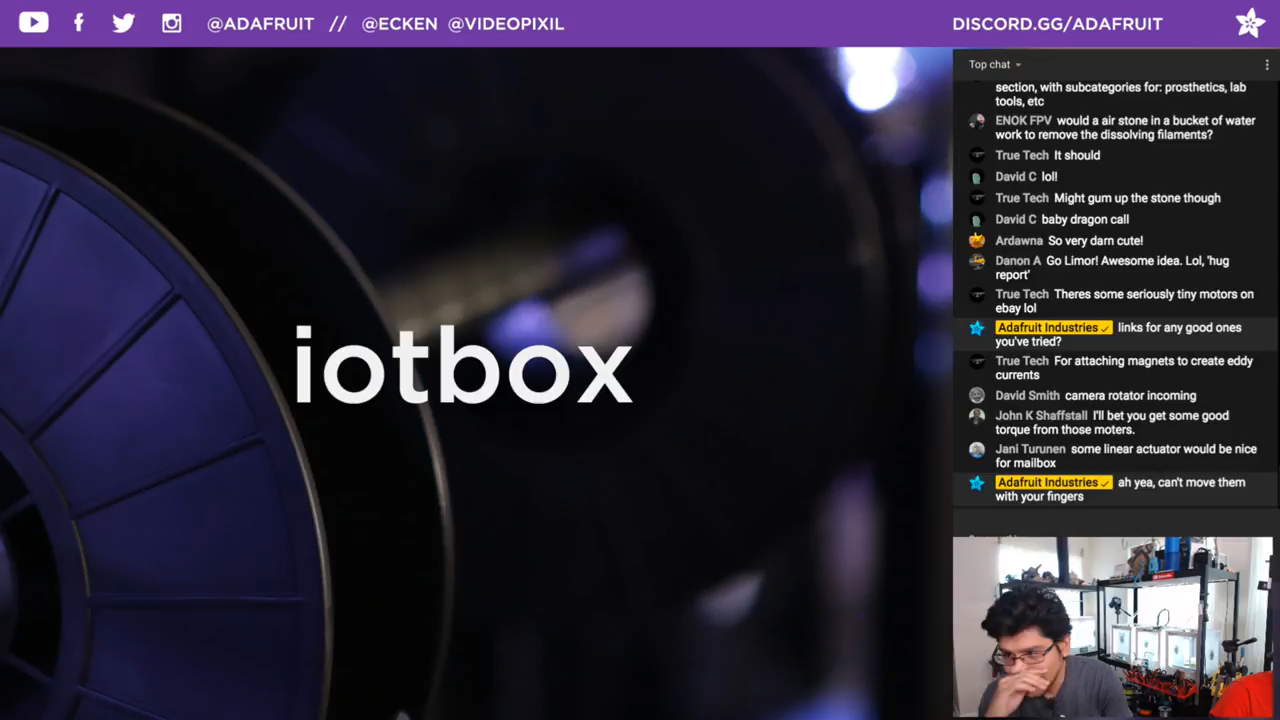 @ADAFRUIT // @ECKEN @VIDEOPIXIL
DISCORD.GG/ADAFRUIT
Top chat
section, with subcategories for: prosthetics, lab
tools, etc
ENOK FPV would a air stone in a bucket of water
work to remove the dissolving filaments?
True Tech It should
David C lol!
True Tech Might gum up the stone though
David C baby dragon call
Ardawna So very darn cute!
Danon A Go Limor! Awesome idea. Lol, 'hug
report'
True Tech Theres some seriously tiny motors on
ebay lol
Adafruit Industries links for any good ones
you've tried?
True Tech For attaching magnets to create eddy
currents
David Smith camera rotator incoming
John K Shaffstall I'll bet you get some good
torque from those moters.
Jani Turunen some linear actuator would be nice
for mailbox
Adafruit Industries ah yea, can't move them
with your fingers
iotbox